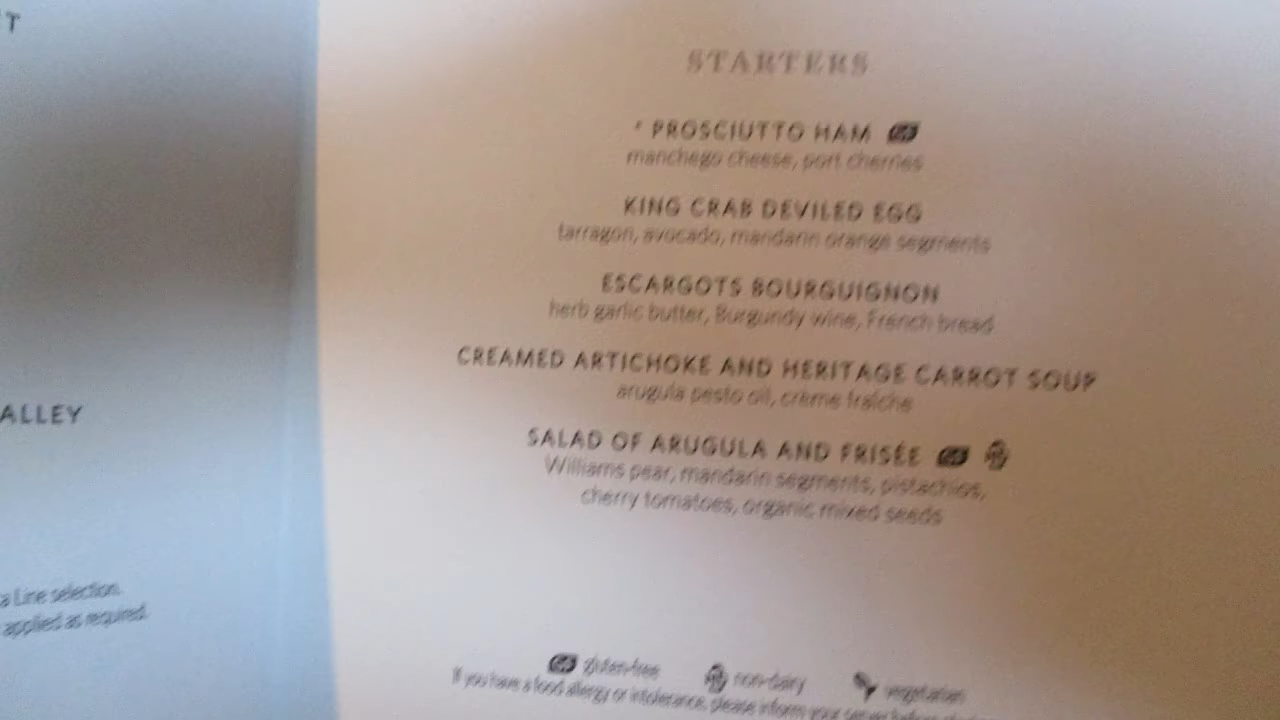 T
ALLEY
a Line selection.
applied as required.
STARTERS
* PROSCIUTTO HAM
manchego cheese, port cherries
KING CRAB DEVILED EGG
tarragon, avocado, mandarin orange segments
ESCARGOTS BOURGUIGNON
herb garlic butter, Burgundy wine, French bread
CREAMED ARTICHOKE AND HERITAGE CARROT SOUP
arugula pesto oil, crème fraîche
SALAD OF ARUGULA AND FRISÉE
Williams pear, mandarin segments, pistachios,
cherry tomatoes, organic mixed seeds
gluten-free non-dairy vegetarian
If you have a food allergy or intolerance, please inform your server before